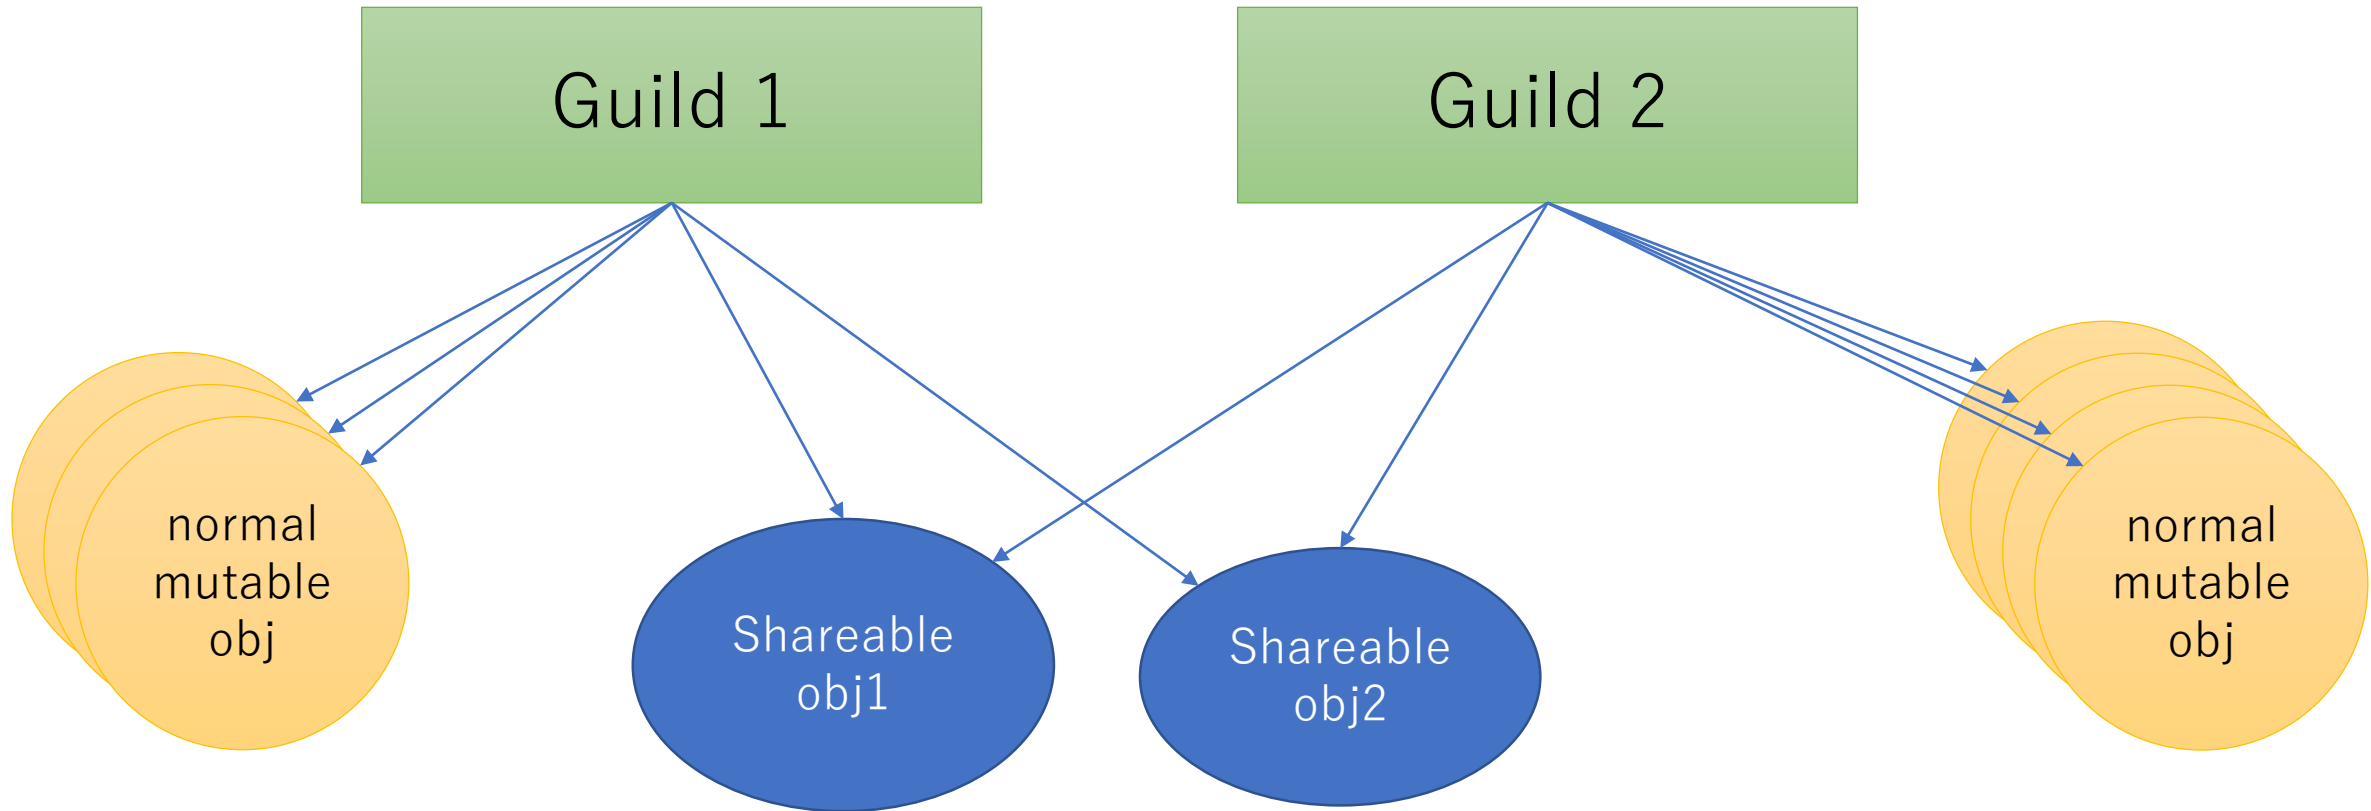 Guild 1
Guild 2
normal
mutable
obj
Shareable
obj1
Shareable
obj2
normal
mutable
obj